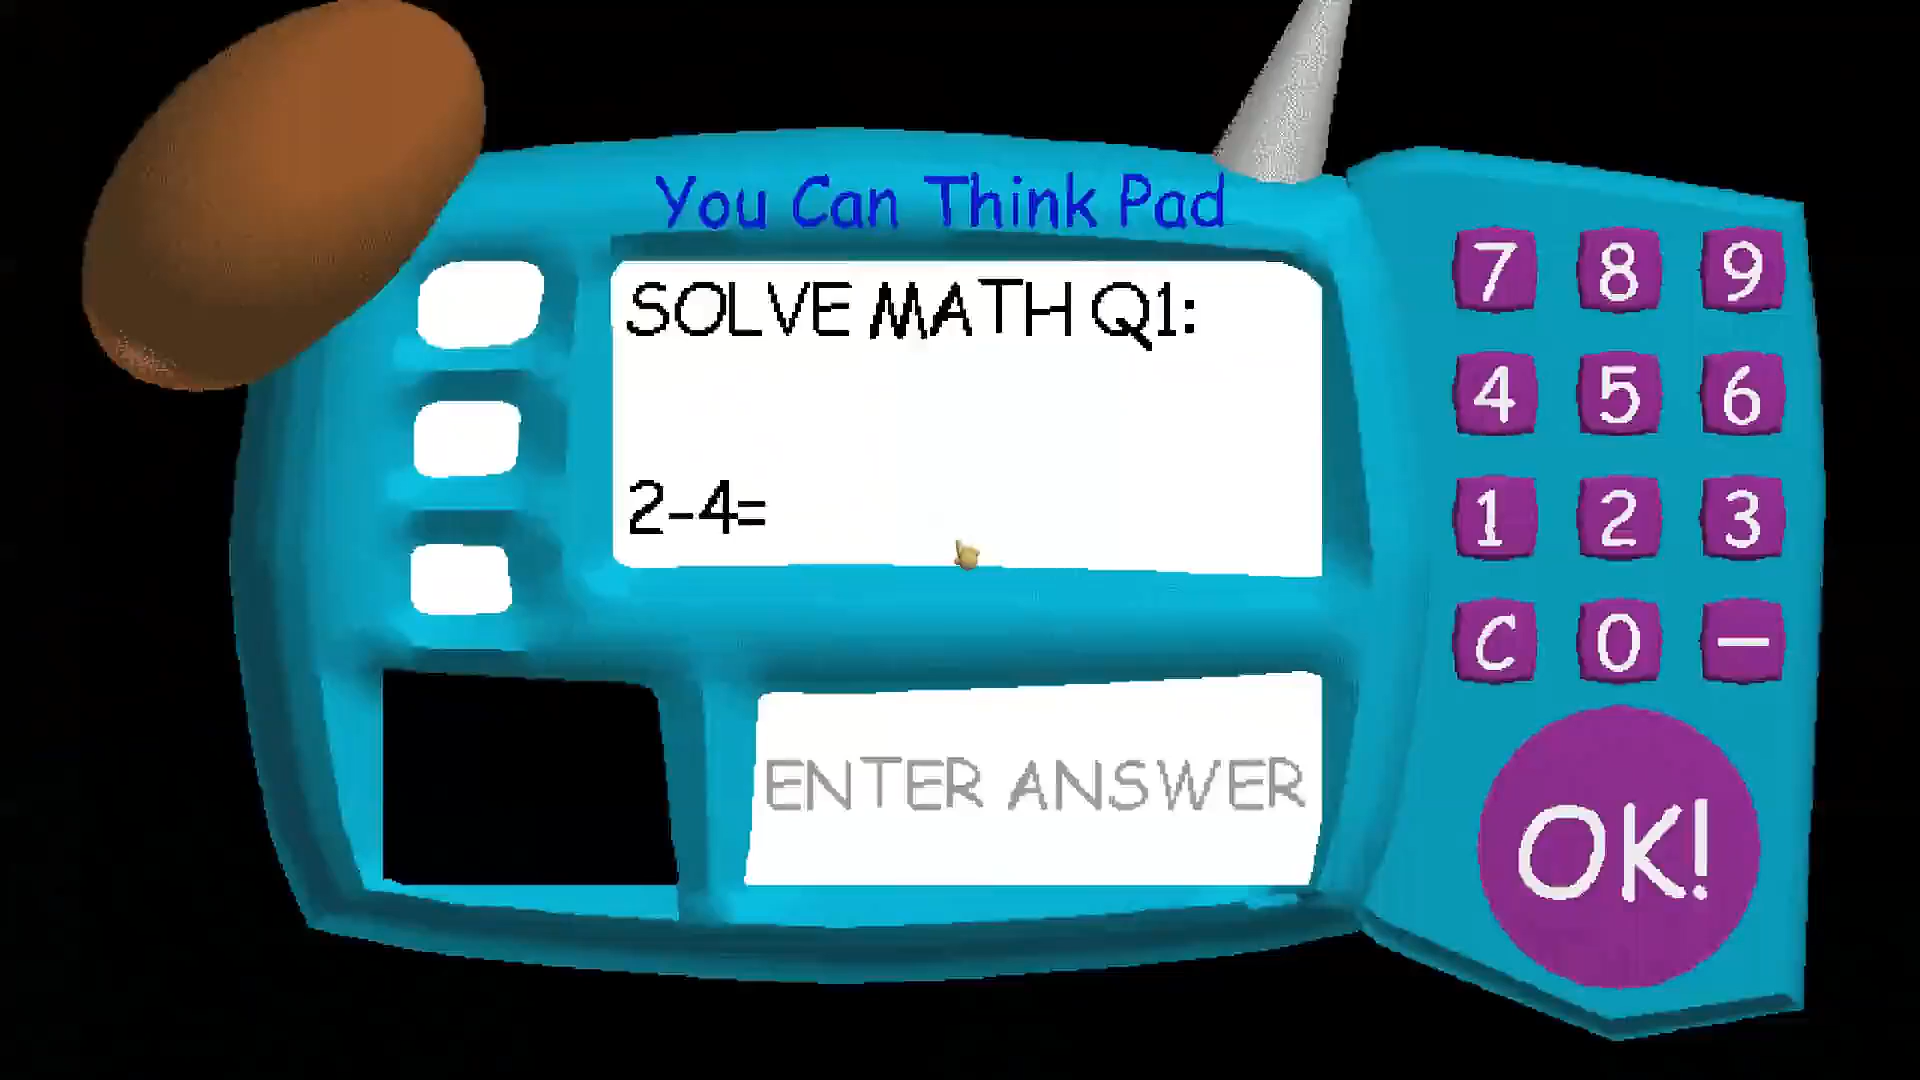 You Can Think Pad
SOLVE MATH Q1:
2-4=
ENTER ANSWER
7 8 9
4 5 6
1 2 3
C 0 −
OK!